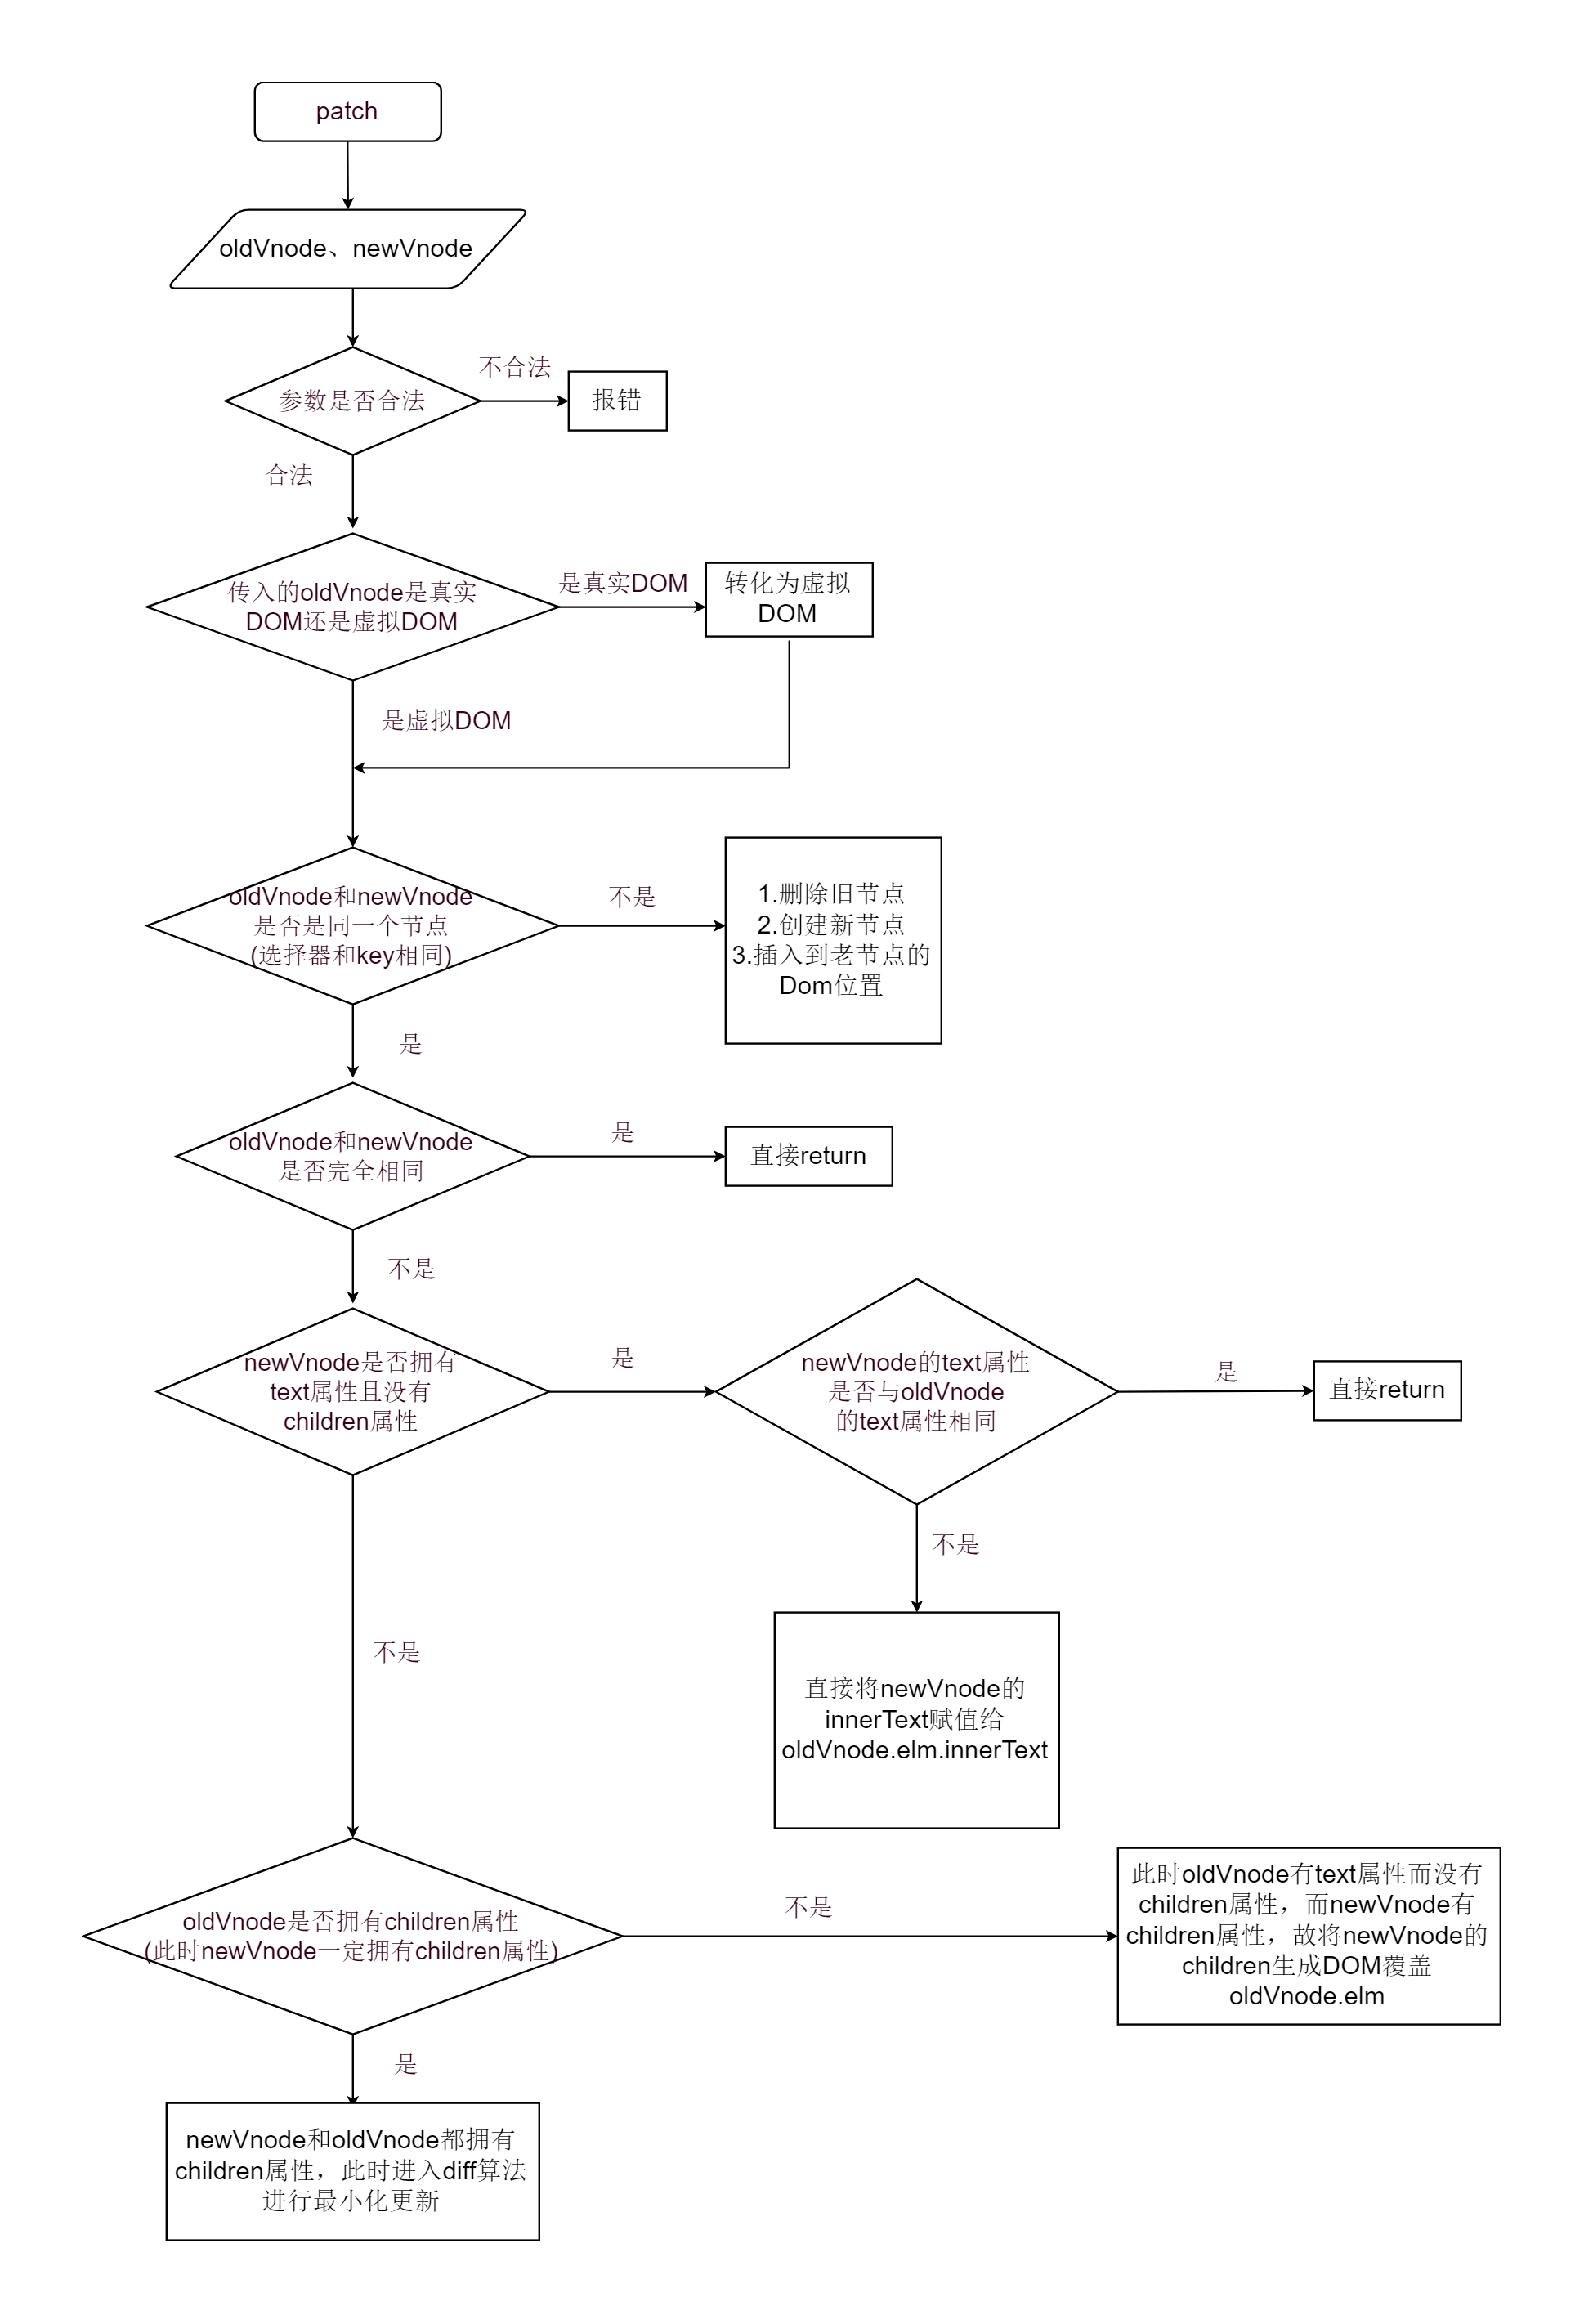 patch
oldVnode、newVnode
参数是否合法
不合法
报错
合法
传入的oldVnode是真实
DOM还是虚拟DOM
是真实DOM
转化为虚拟
DOM
是虚拟DOM
oldVnode和newVnode
是否是同一个节点
(选择器和key相同)
不是
1.删除旧节点
2.创建新节点
3.插入到老节点的
Dom位置
是
oldVnode和newVnode
是否完全相同
是
直接return
不是
newVnode是否拥有
text属性且没有
children属性
是
newVnode的text属性
是否与oldVnode
的text属性相同
是
直接return
不是
直接将newVnode的
innerText赋值给
oldVnode.elm.innerText
不是
oldVnode是否拥有children属性
(此时newVnode一定拥有children属性)
不是
此时oldVnode有text属性而没有
children属性，而newVnode有
children属性，故将newVnode的
children生成DOM覆盖
oldVnode.elm
是
newVnode和oldVnode都拥有
children属性，此时进入diff算法
进行最小化更新